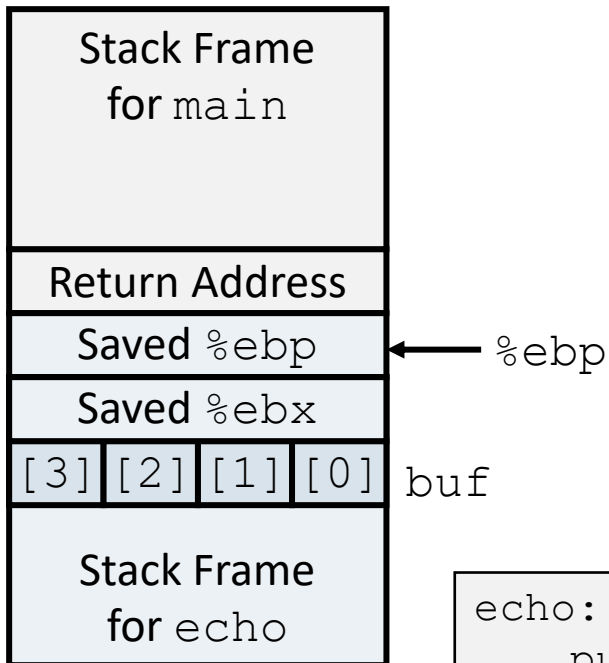 Stack Frame
for main
Return Address
Saved %ebp
%ebp
Saved %ebx
[3] [2] [1] [0]
buf
Stack Frame
for echo
echo: